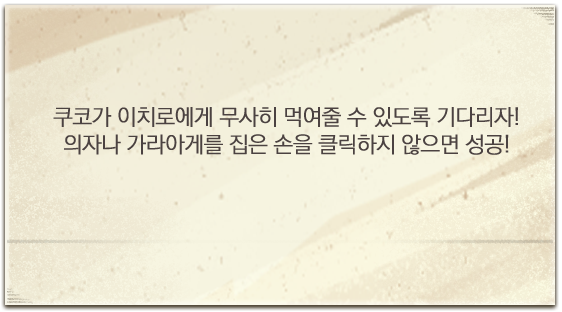 쿠코가 이치로에게 무사히 먹여줄 수 있도록 기다리자!
의자나 가라아게를 집은 손을 클릭하지 않으면 성공!